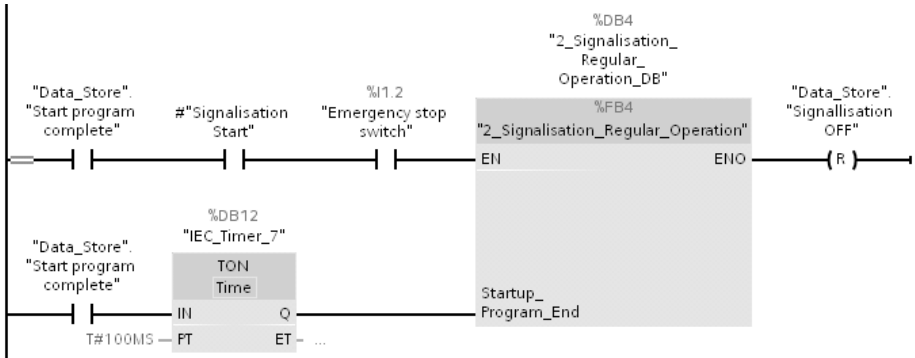 %DB4
"2_Signalisation_
Regular_
Operation_DB"
"Data_Store".
"Start program
complete"
#"Signalisation
Start"
%I1.2
"Emergency stop
switch"
%FB4
"2_Signalisation_Regular_Operation"
"Data_Store".
"Signallisation
OFF"
EN
ENO
R
%DB12
"IEC_Timer_7"
"Data_Store".
"Start program
complete"
TON
Time
IN
Q
Startup_
Program_End
T#100MS
PT
ET
...